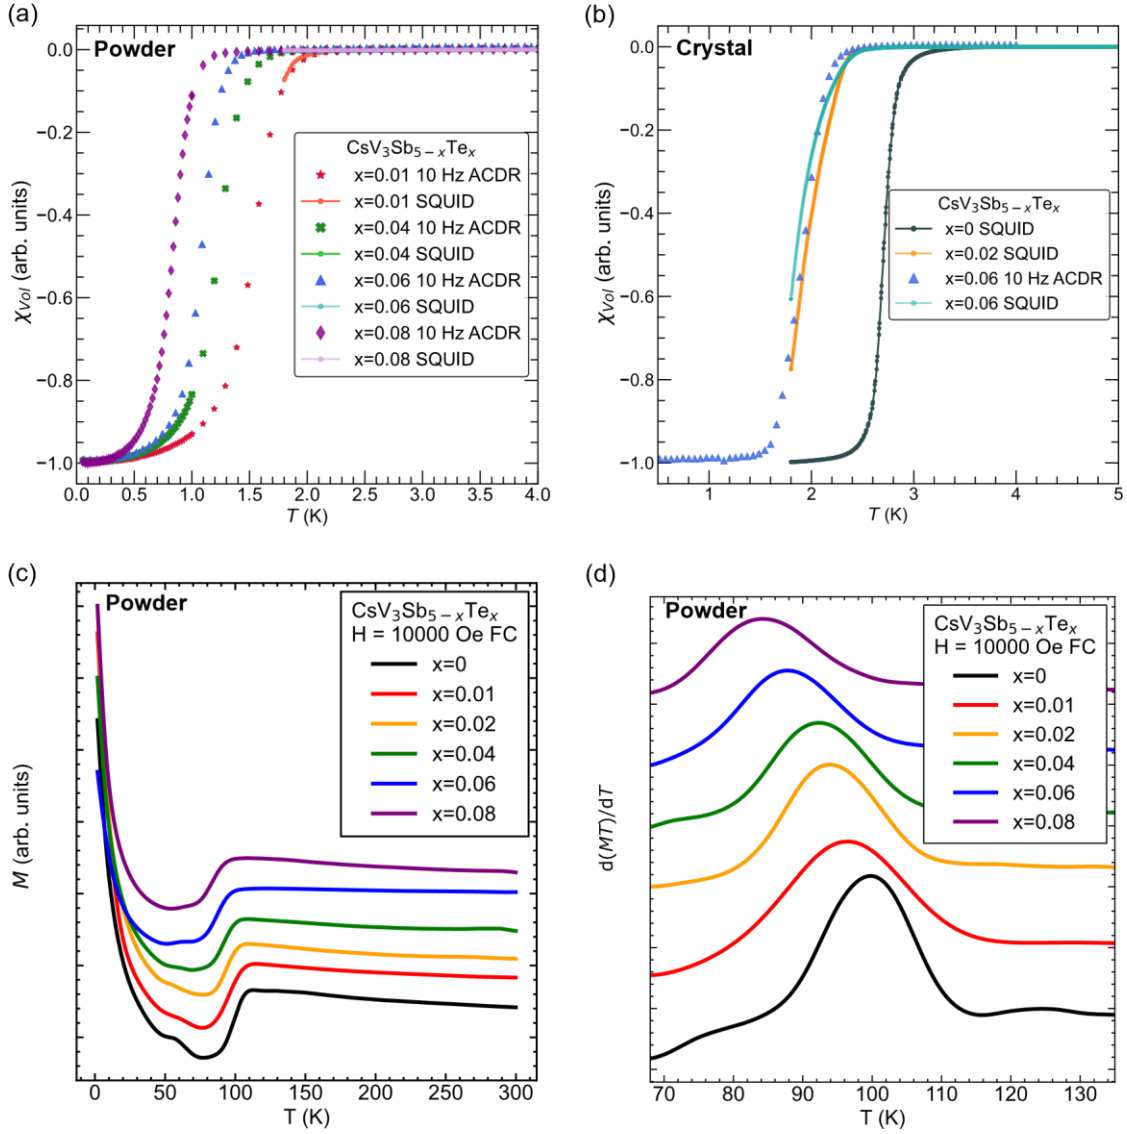 (a)
Powder
CsV₃Sb₅₋ₓTeₓ
x=0.01 10 Hz ACDR
x=0.01 SQUID
x=0.04 10 Hz ACDR
x=0.04 SQUID
x=0.06 10 Hz ACDR
x=0.06 SQUID
x=0.08 10 Hz ACDR
x=0.08 SQUID
χVol (arb. units)
0.0
−0.2
−0.4
−0.6
−0.8
−1.0
0.0 0.5 1.0 1.5 2.0 2.5 3.0 3.5 4.0
T (K)
(b)
Crystal
CsV₃Sb₅₋ₓTeₓ
x=0 SQUID
x=0.02 SQUID
x=0.06 10 Hz ACDR
x=0.06 SQUID
χVol (arb. units)
0.0
−0.2
−0.4
−0.6
−0.8
−1.0
1 2 3 4 5
T (K)
(c)
Powder
CsV₃Sb₅₋ₓTeₓ
H = 10000 Oe FC
x=0
x=0.01
x=0.02
x=0.04
x=0.06
x=0.08
M (arb. units)
0 50 100 150 200 250 300
T (K)
(d)
Powder
CsV₃Sb₅₋ₓTeₓ
H = 10000 Oe FC
x=0
x=0.01
x=0.02
x=0.04
x=0.06
x=0.08
d(MT)/dT
70 80 90 100 110 120 130
T (K)